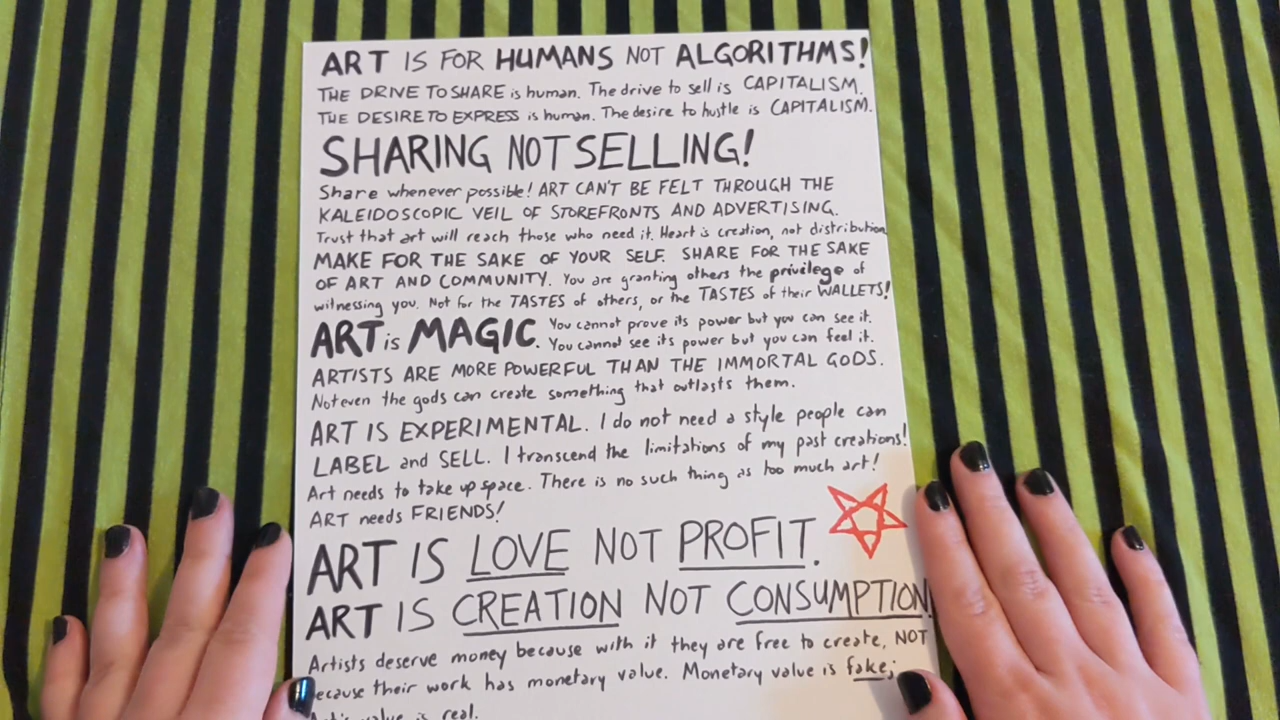 ART IS FOR HUMANS NOT ALGORITHMS!
THE DRIVE TO SHARE is human. The drive to sell is CAPITALISM.
THE DESIRE TO EXPRESS is human. The desire to hustle is CAPITALISM.
SHARING NOT SELLING!
Share whenever possible! ART CAN'T BE FELT THROUGH THE
KALEIDOSCOPIC VEIL OF STOREFRONTS AND ADVERTISING.
Trust that art will reach those who need it. Heart is creation, not distribution.
MAKE FOR THE SAKE OF YOUR SELF. SHARE FOR THE SAKE
OF ART AND COMMUNITY. You are granting others the privilege of
witnessing you. Not for the TASTES of others, or the TASTES of their WALLETS!
ART is MAGIC. You cannot prove its power but you can see it.
You cannot see its power but you can feel it.
ARTISTS ARE MORE POWERFUL THAN THE IMMORTAL GODS.
Not even the gods can create something that outlasts them.
ART IS EXPERIMENTAL. I do not need a style people can
LABEL and SELL. I transcend the limitations of my past creations!
Art needs to take up space. There is no such thing as too much art!
ART needs FRIENDS!
ART IS LOVE NOT PROFIT.
ART IS CREATION NOT CONSUMPTION!
Artists deserve money because with it they are free to create, NOT
because their work has monetary value. Monetary value is fake;
Art's value is real.